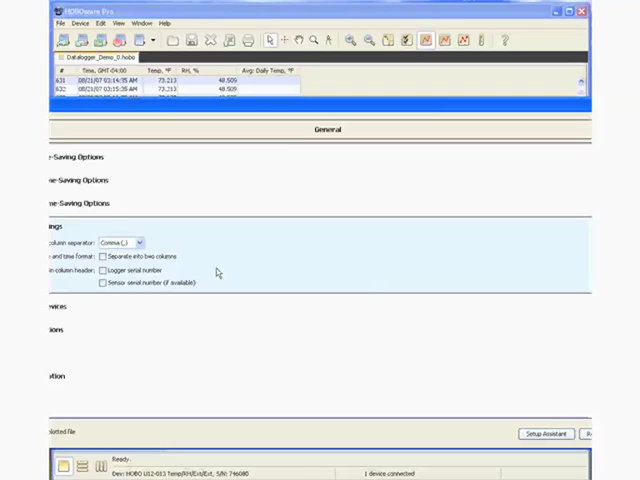 HOBOware Pro
File Device Edit View Window Help
Datalogger_Demo_0.hobo
# Time, GMT-04:00 Temp, °F RH, % Avg: Daily Temp, °F
631 08/21/07 03:14:35 AM 73.213 48.509
632 08/21/07 03:15:35 AM 73.213 48.509
General
e-Saving Options
me-Saving Options
me-Saving Options
ings
column separator: Comma (,)
and time format: Separate into two columns
in column header: Logger serial number
Sensor serial number (if available)
evices
ions
ation
lotted file
Setup Assistant
Ready.
Dev: HOBO U12-013 Temp/RH/Ext/Ext, S/N: 746080 1 device connected